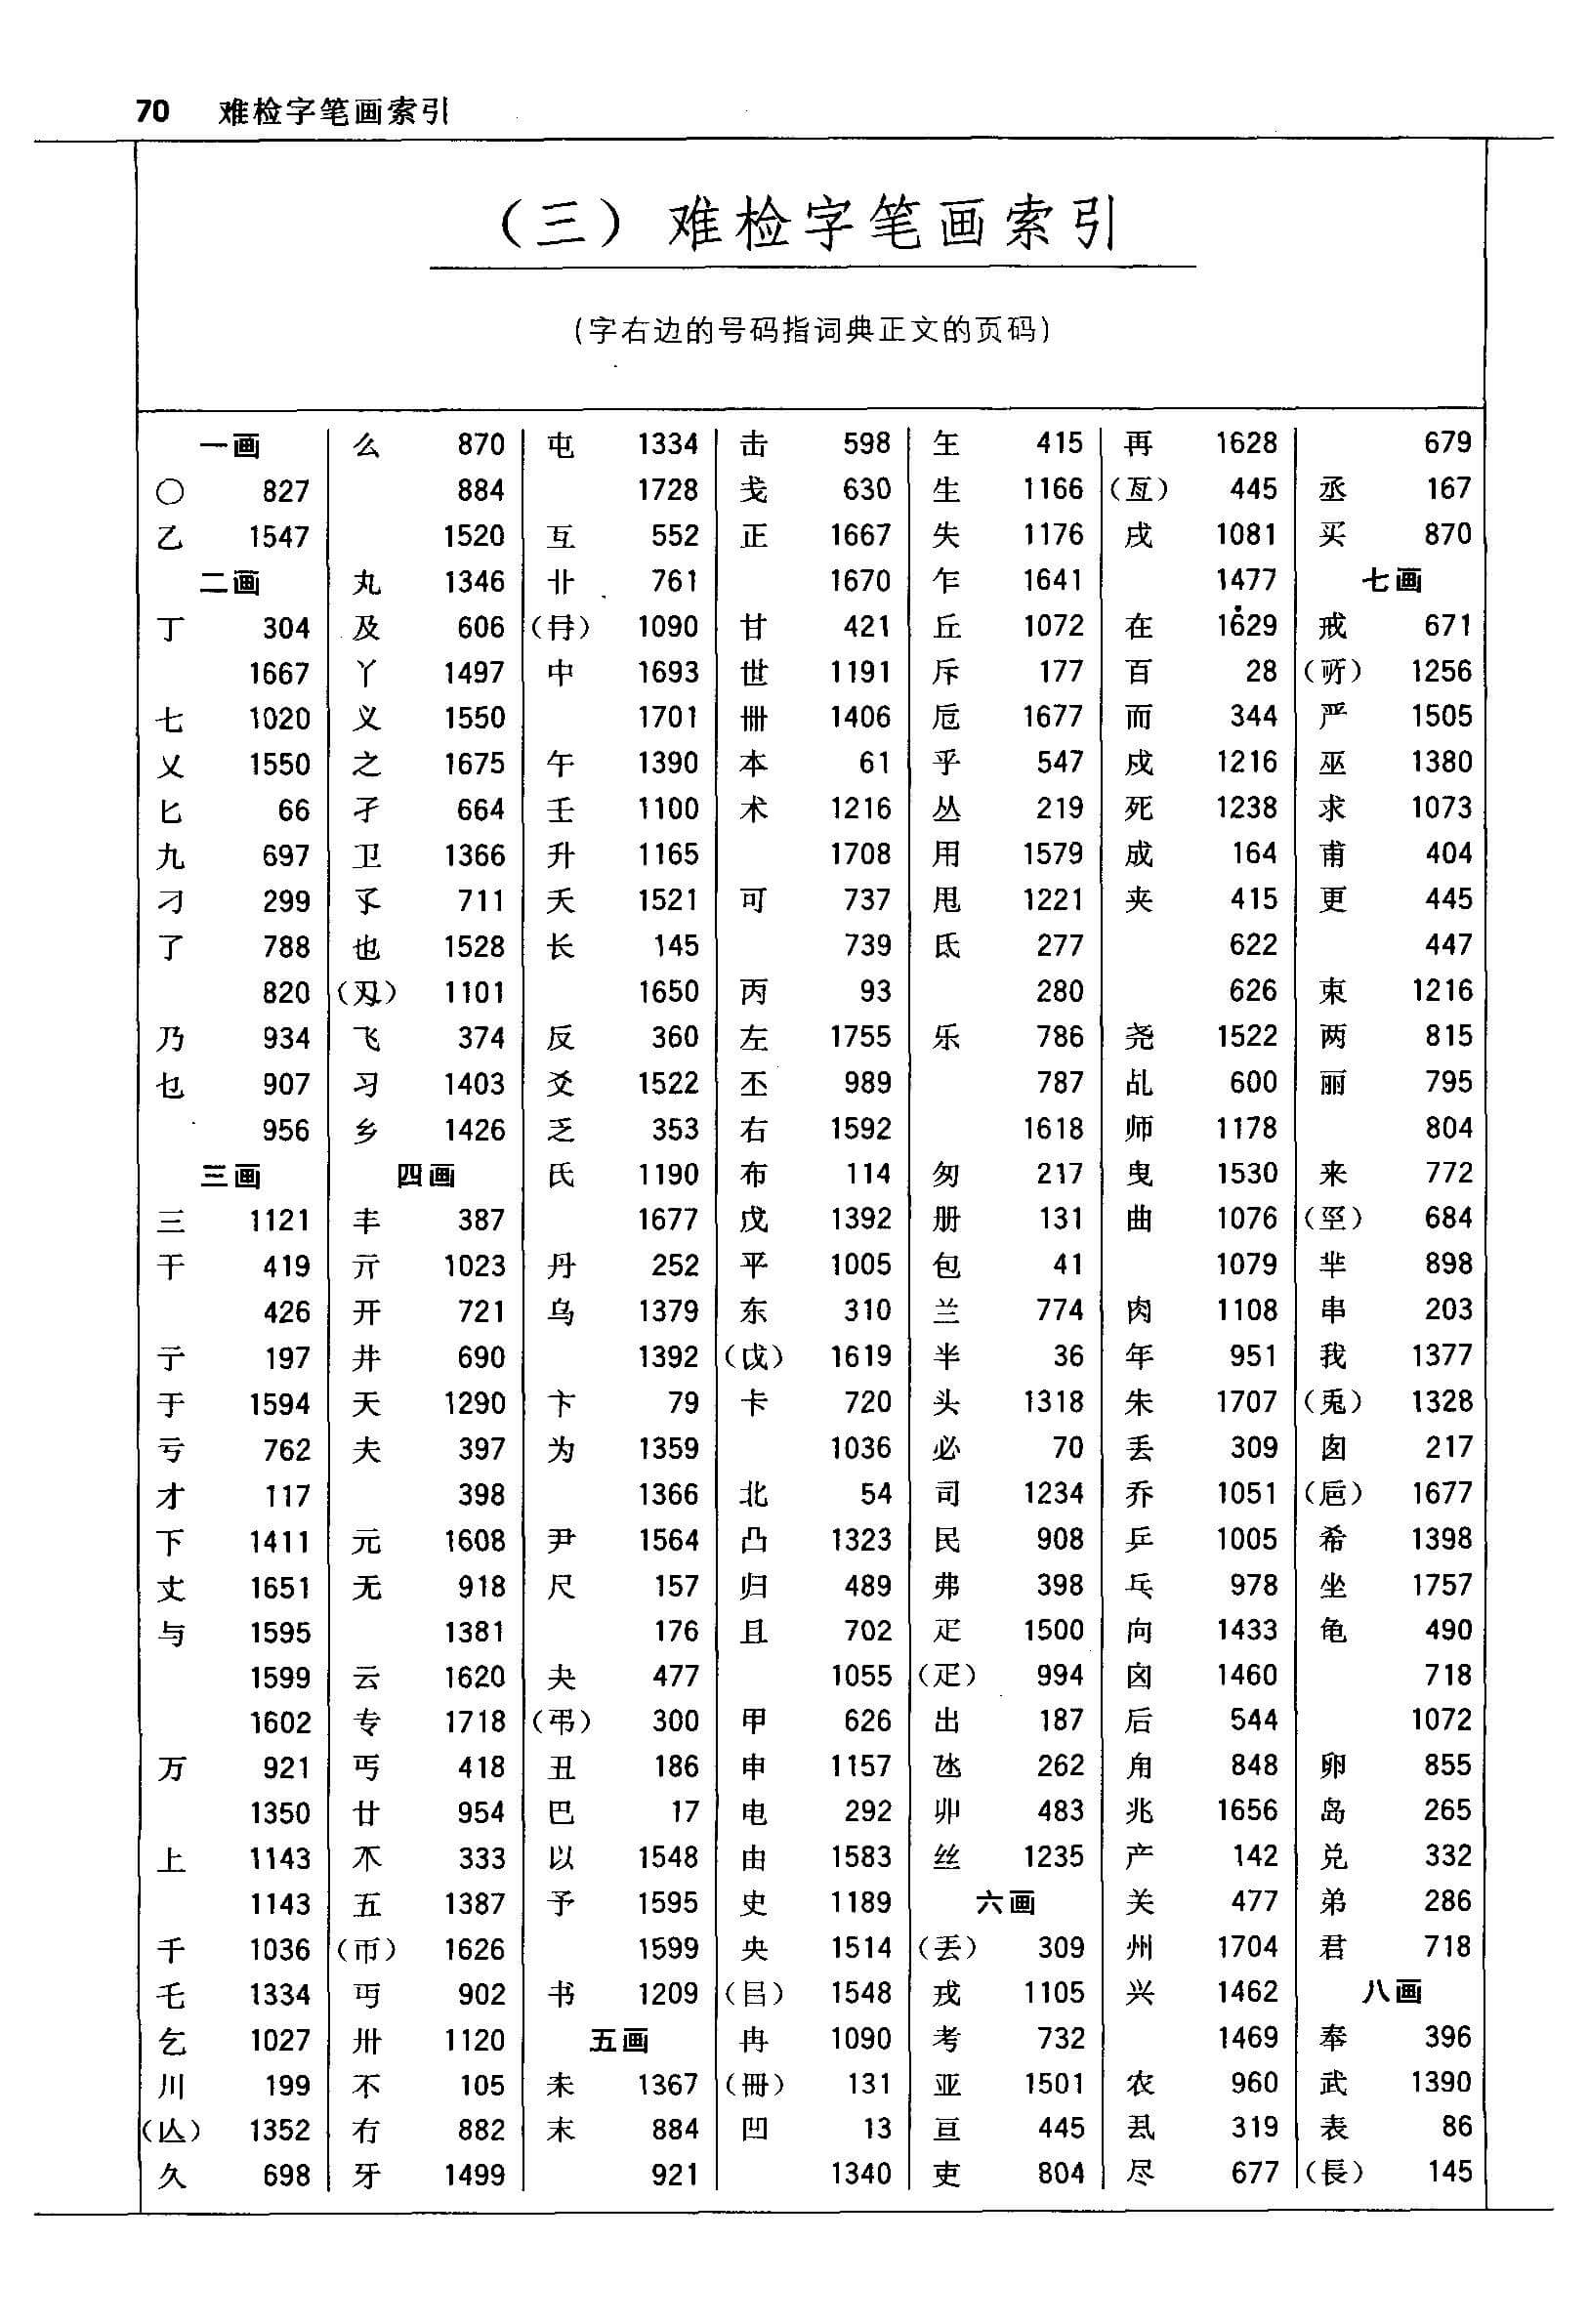 70 难检字笔画索引
(三) 难检字笔画索引
(字右边的号码指词典正文的页码)
一画
〇 827
乙 1547
二画
丁 304
1667
七 1020
乂 1550
匕 66
九 697
刁 299
了 788
820
乃 934
乜 907
956
三画
三 1121
干 419
426
亍 197
于 1594
亏 762
才 117
下 1411
丈 1651
与 1595
1599
1602
万 921
1350
上 1143
1143
千 1036
乇 1334
乞 1027
川 199
(亾) 1352
久 698
么 870
884
1520
丸 1346
及 606
丫 1497
义 1550
之 1675
孑 664
卫 1366
孓 711
也 1528
(刄) 1101
飞 374
习 1403
乡 1426
四画
丰 387
亓 1023
开 721
井 690
天 1290
夫 397
398
元 1608
无 918
1381
云 1620
专 1718
丐 418
廿 954
不 333
五 1387
(帀) 1626
丏 902
卅 1120
不 105
冇 882
牙 1499
屯 1334
1728
互 552
卝 761
(冄) 1090
中 1693
1701
午 1390
壬 1100
升 1165
夭 1521
长 145
1650
反 360
爻 1522
乏 353
氏 1190
1677
丹 252
乌 1379
1392
卞 79
为 1359
1366
尹 1564
尺 157
176
夬 477
(弔) 300
丑 186
巴 17
以 1548
予 1595
1599
书 1209
五画
未 1367
末 884
921
击 598
戋 630
正 1667
1670
甘 421
世 1191
卌 1406
本 61
术 1216
1708
可 737
739
丙 93
左 1755
丕 989
右 1592
布 114
戊 1392
平 1005
东 310
(戉) 1619
卡 720
1036
北 54
凸 1323
归 489
且 702
1055
甲 626
申 1157
电 292
由 1583
史 1189
央 1514
(㠯) 1548
冉 1090
(冊) 131
凹 13
1340
㐄 415
生 1166
失 1176
乍 1641
丘 1072
斥 177
卮 1677
乎 547
丛 219
用 1579
甩 1221
氐 277
280
乐 786
787
1618
匆 217
册 131
包 41
兰 774
半 36
头 1318
必 70
司 1234
民 908
弗 398
疋 1500
(疋) 994
出 187
氹 262
丱 483
丝 1235
六画
(丟) 309
戎 1105
考 732
亚 1501
亘 445
吏 804
再 1628
(亙) 445
戌 1081
1477
在 1629
百 28
而 344
戍 1216
死 1238
成 164
夹 415
622
626
尧 1522
乩 600
师 1178
曳 1530
曲 1076
1079
肉 1108
年 951
朱 1707
丢 309
乔 1051
乒 1005
乓 978
向 1433
囟 1460
后 544
甪 848
兆 1656
产 142
关 477
州 1704
兴 1462
1469
农 960
厾 319
尽 677
679
丞 167
买 870
七画
戒 671
(所) 1256
严 1505
巫 1380
求 1073
甫 404
更 445
447
束 1216
两 815
丽 795
804
来 772
(巠) 684
芈 898
串 203
我 1377
(兎) 1328
囱 217
(巵) 1677
希 1398
坐 1757
龟 490
718
1072
卵 855
岛 265
兑 332
弟 286
君 718
八画
奉 396
武 1390
表 86
(長) 145